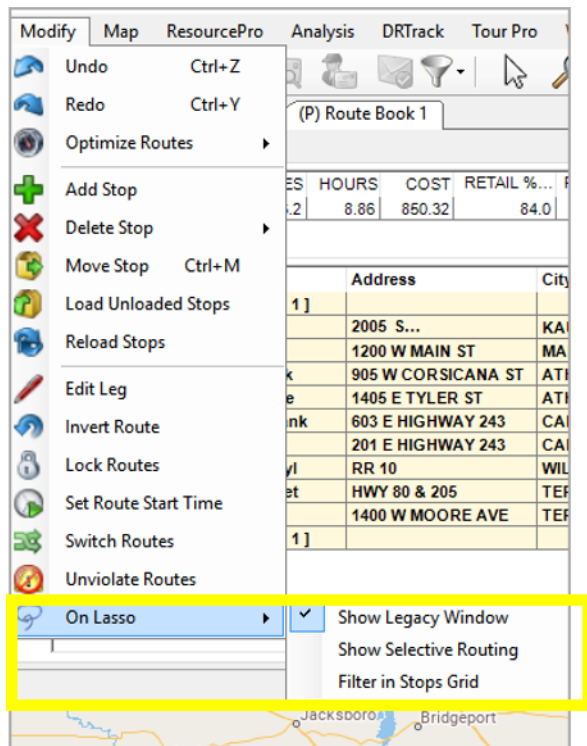 Modify Map ResourcePro Analysis DRTrack Tour Pro
Undo Ctrl+Z
Redo Ctrl+Y
(P) Route Book 1
Optimize Routes
HOURS COST RETAIL %...
Add Stop
.2 8.86 850.32 84.0
Delete Stop
Move Stop Ctrl+M
Address City
Load Unloaded Stops
1 ]
2005 S...
Reload Stops
1200 W MAIN ST
905 W CORSICANA ST
Edit Leg
1405 E TYLER ST
Invert Route
603 E HIGHWAY 243
201 E HIGHWAY 243
Lock Routes
RR 10
HWY 80 & 205
Set Route Start Time
1400 W MOORE AVE
Switch Routes
1 ]
Unviolate Routes
On Lasso Show Legacy Window
Show Selective Routing
Filter in Stops Grid
Jacksboro Bridgeport